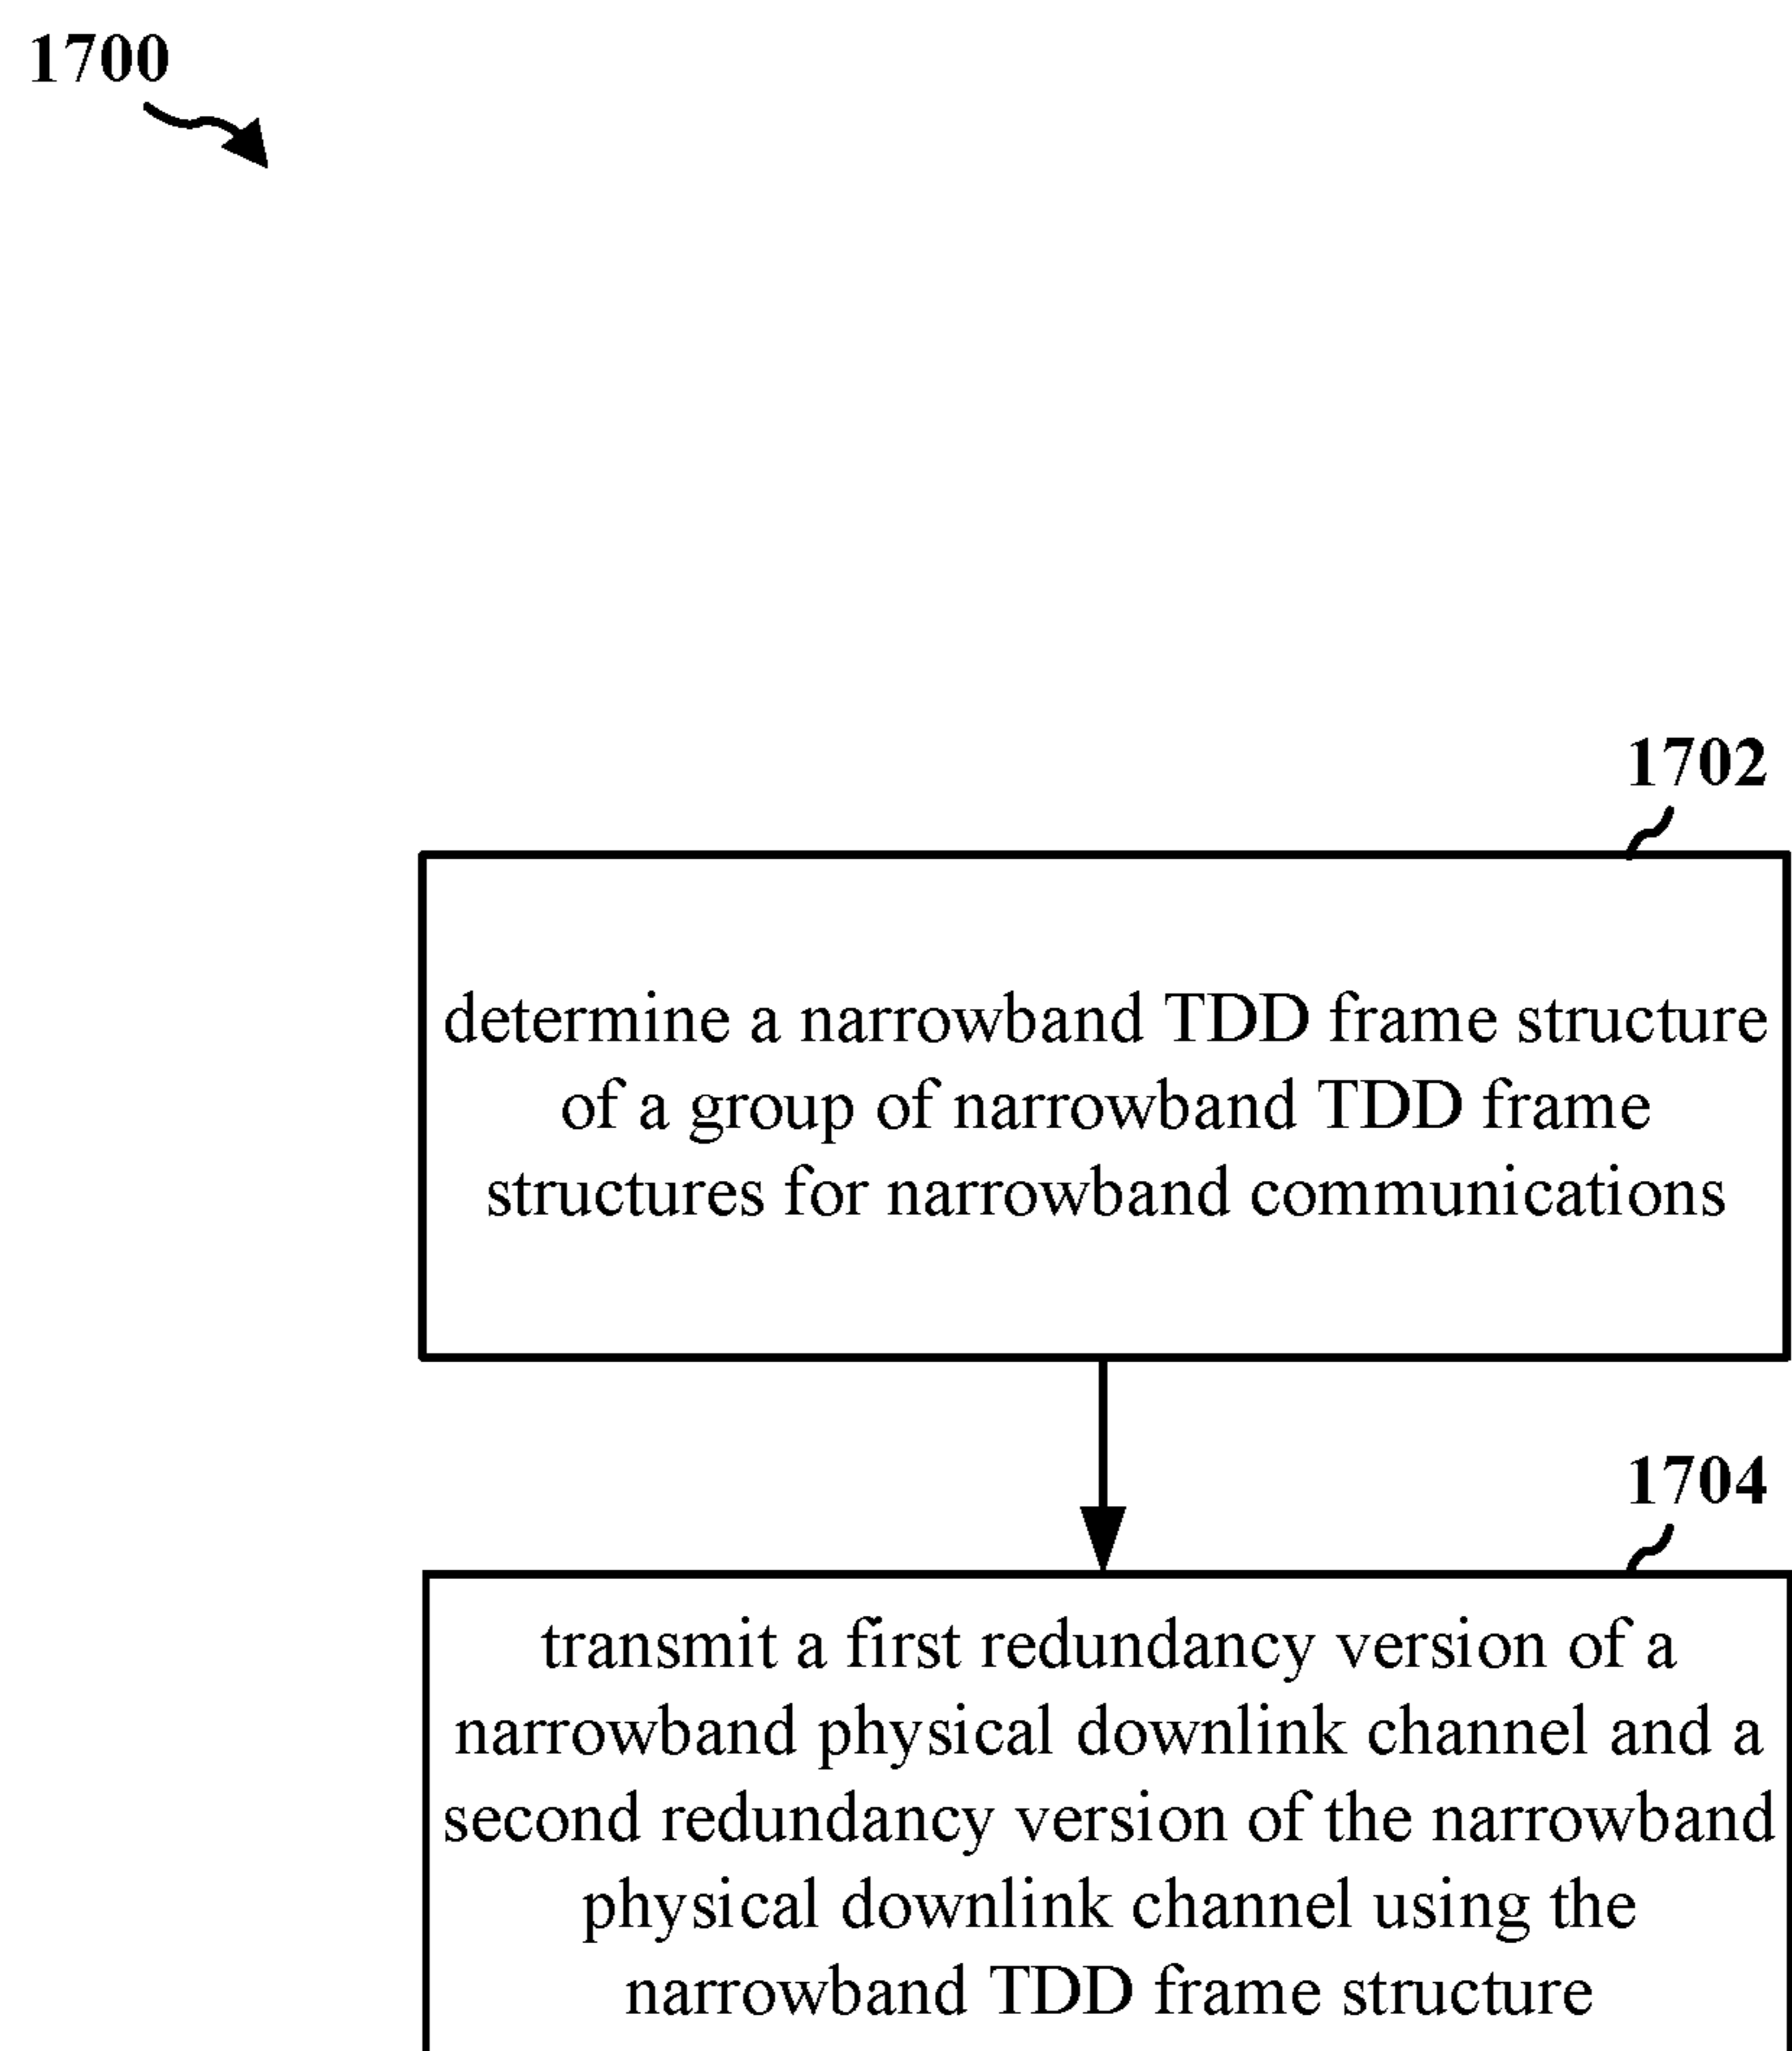 1700
1702
determine a narrowband TDD frame structure
of a group of narrowband TDD frame
structures for narrowband communications
1704
transmit a first redundancy version of a
narrowband physical downlink channel and a
second redundancy version of the narrowband
physical downlink channel using the
narrowband TDD frame structure